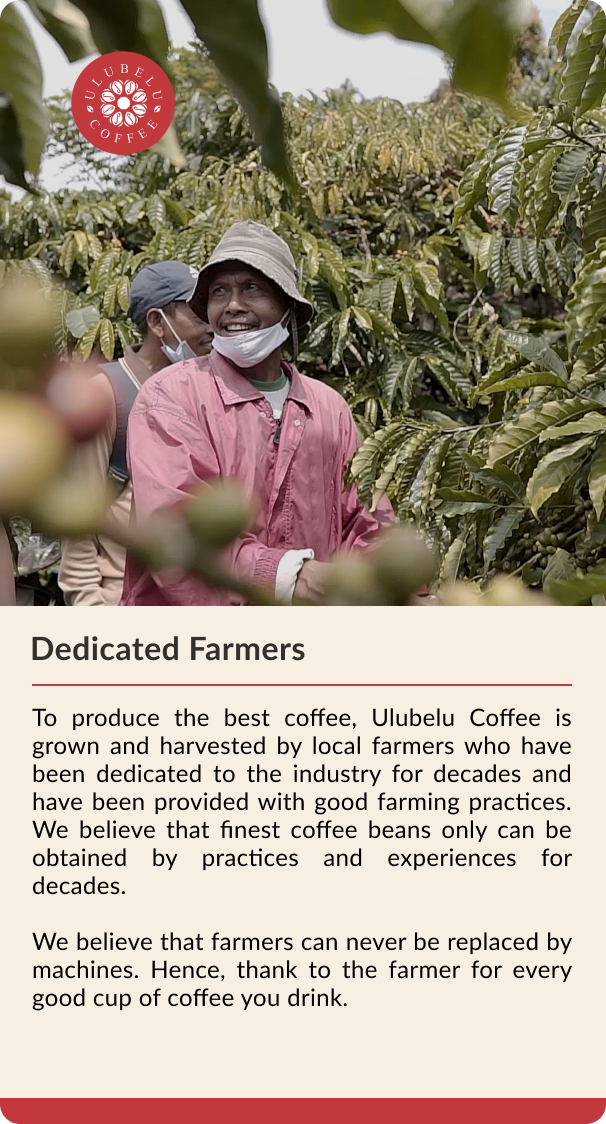 ULUBELU
COFFEE
Dedicated Farmers
To produce the best coffee, Ulubelu Coffee is
grown and harvested by local farmers who have
been dedicated to the industry for decades and
have been provided with good farming practices.
We believe that finest coffee beans only can be
obtained by practices and experiences for
decades.
We believe that farmers can never be replaced by
machines. Hence, thank to the farmer for every
good cup of coffee you drink.